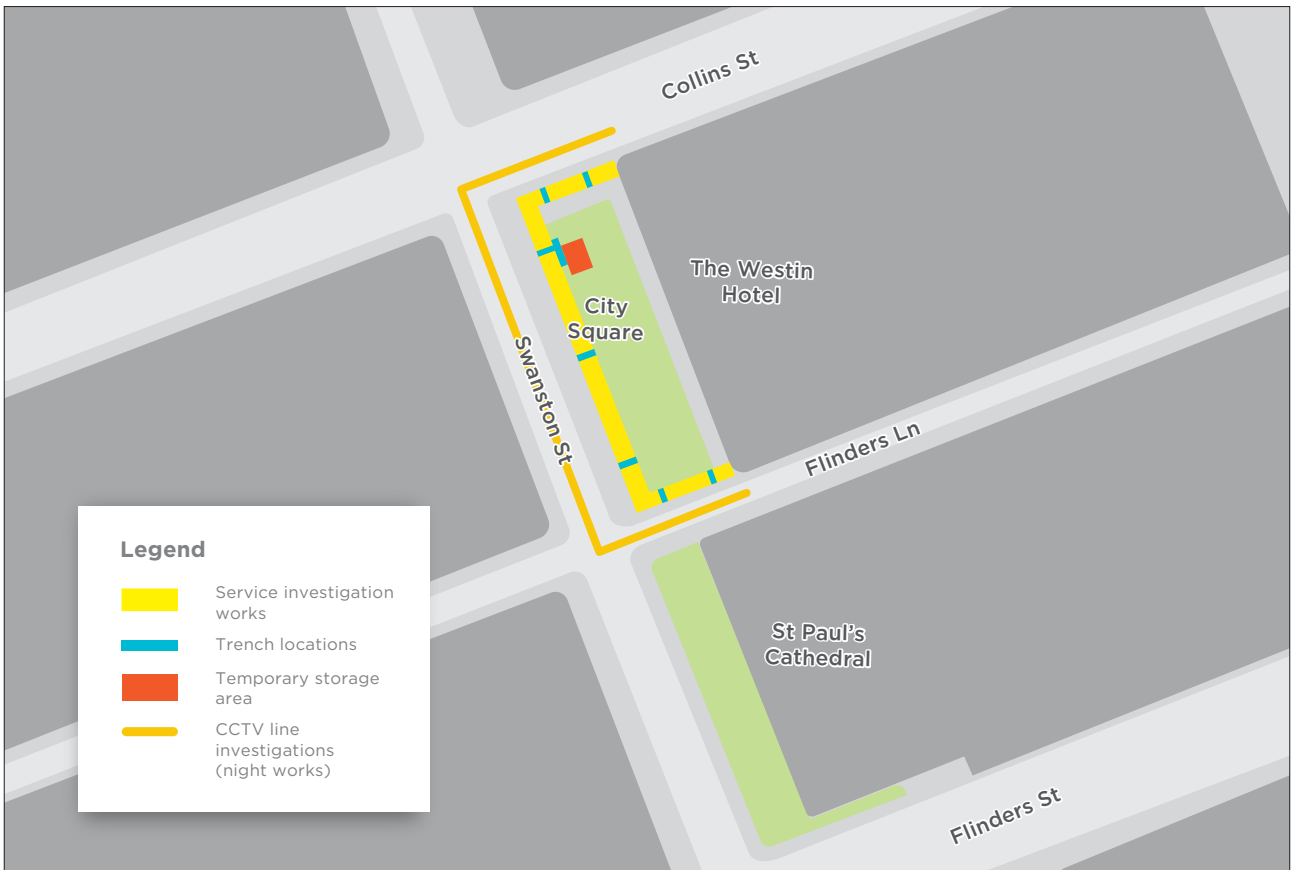 Collins St
The Westin
Hotel
City
Square
Swanston St
Flinders Ln
St Paul's
Cathedral
Flinders St
Legend
Service investigation
works
Trench locations
Temporary storage
area
CCTV line
investigations
(night works)